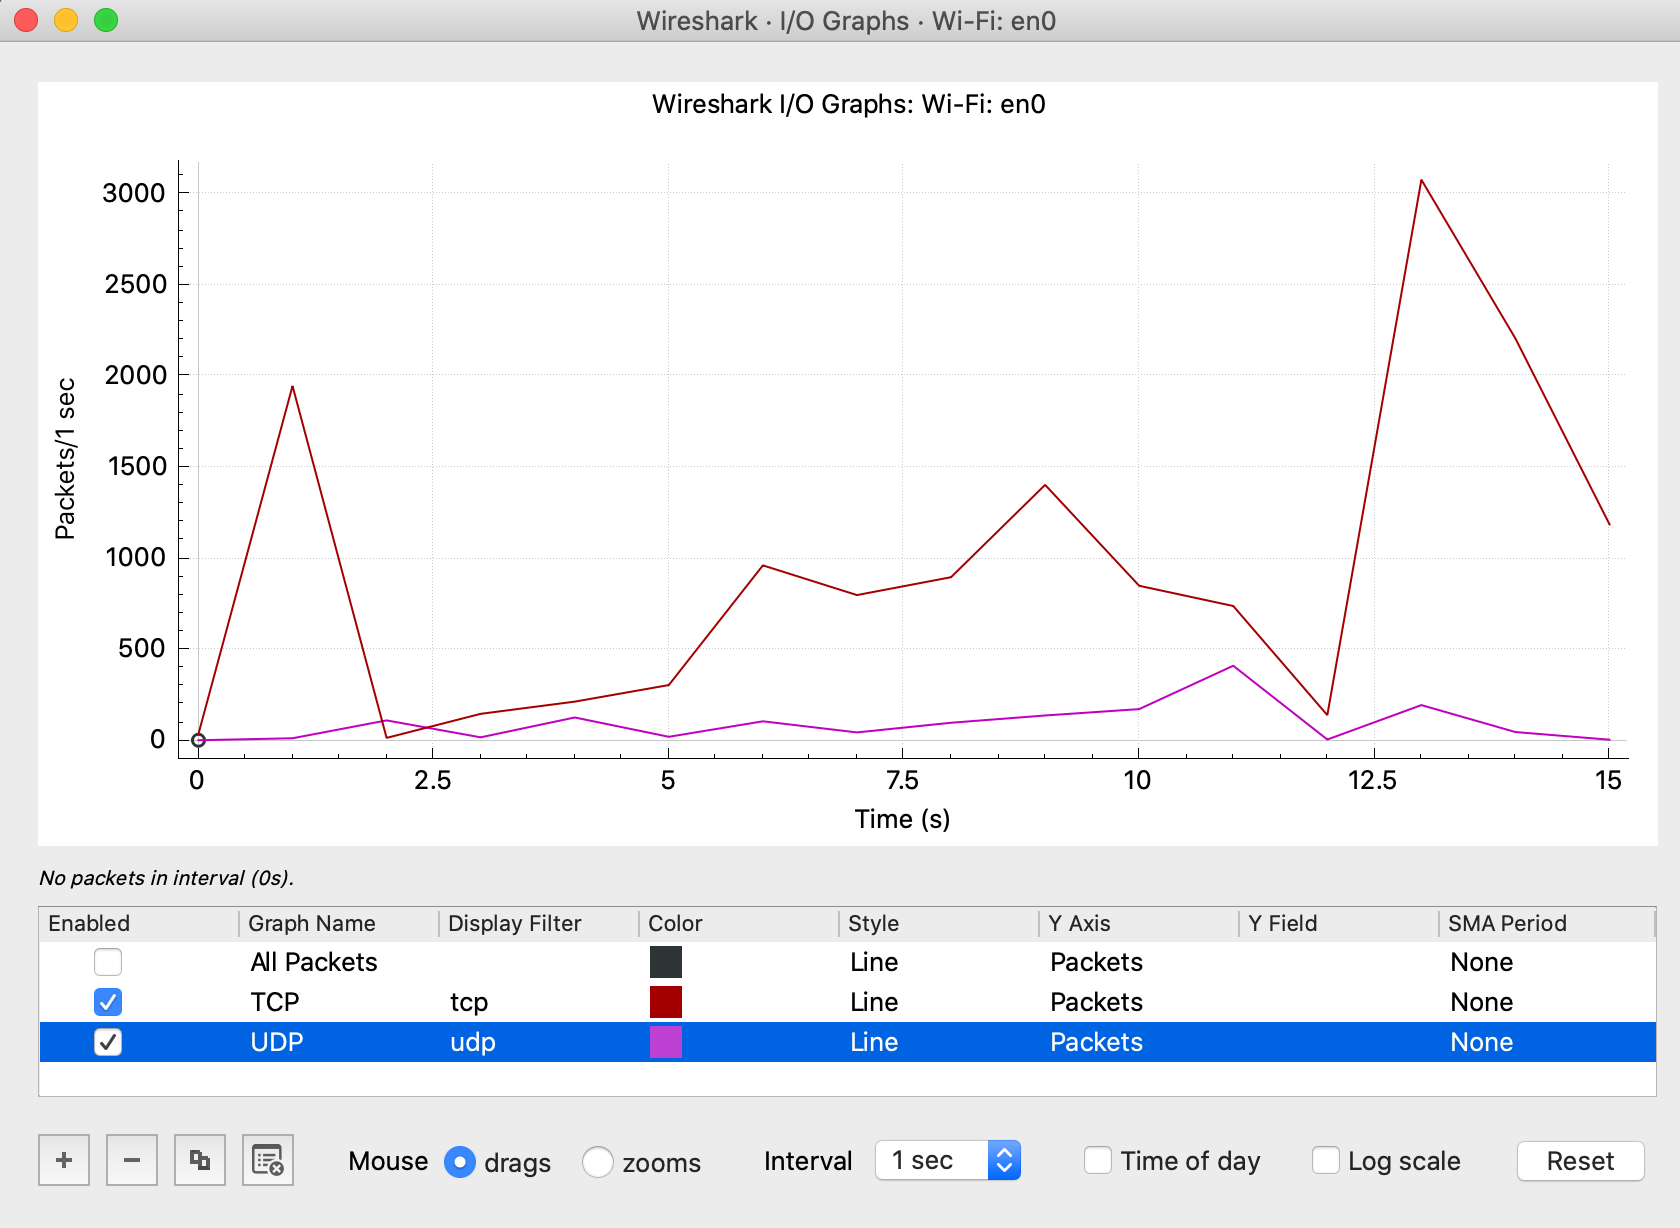 Wireshark · I/O Graphs · Wi-Fi: en0
Wireshark I/O Graphs: Wi-Fi: en0
3000
2500
2000
1500
1000
500
0
Packets/1 sec
0 2.5 5 7.5 10 12.5 15
Time (s)
No packets in interval (0s).
Enabled Graph Name Display Filter Color Style Y Axis Y Field SMA Period
All Packets Line Packets None
TCP tcp Line Packets None
UDP udp Line Packets None
Mouse drags zooms Interval 1 sec Time of day Log scale Reset